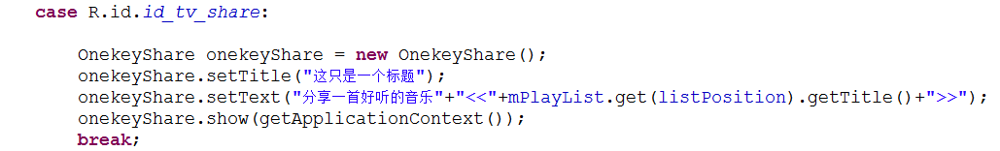 case R.id.id_tv_share:
OnekeyShare onekeyShare = new OnekeyShare();
onekeyShare.setTitle("这只是一个标题");
onekeyShare.setText("分享一首好听的音乐"+"<<"+mPlayList.get(listPosition).getTitle()+">>");
onekeyShare.show(getApplicationContext());
break;